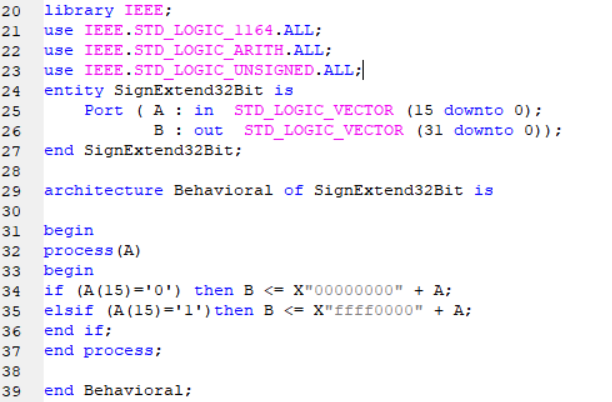 20 library IEEE;
21 use IEEE.STD_LOGIC_1164.ALL;
22 use IEEE.STD_LOGIC_ARITH.ALL;
23 use IEEE.STD_LOGIC_UNSIGNED.ALL;
24 entity SignExtend32Bit is
25     Port ( A : in  STD_LOGIC_VECTOR (15 downto 0);
26            B : out  STD_LOGIC_VECTOR (31 downto 0));
27 end SignExtend32Bit;
28
29 architecture Behavioral of SignExtend32Bit is
30
31 begin
32 process(A)
33 begin
34 if (A(15)='0') then B <= X"00000000" + A;
35 elsif (A(15)='1')then B <= X"ffff0000" + A;
36 end if;
37 end process;
38
39 end Behavioral;